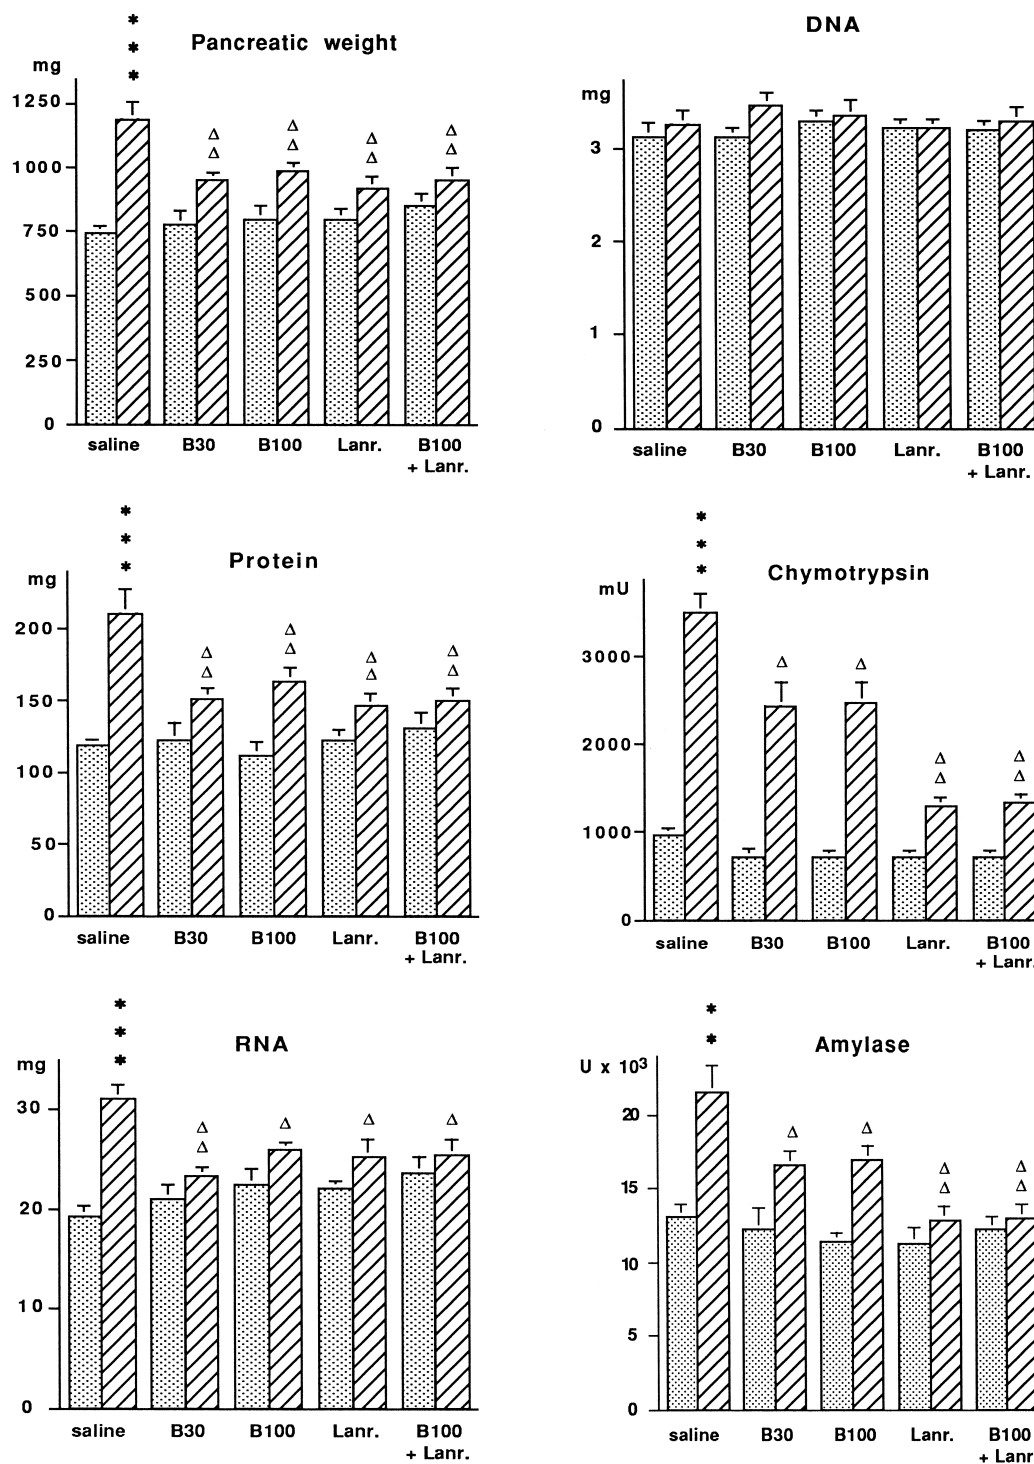 Pancreatic weight
mg
***
1250
1000
750
500
250
0
Δ Δ
Δ Δ
Δ Δ
Δ Δ
saline B30 B100 Lanr. B100
+ Lanr.
DNA
mg
3
2
1
0
saline B30 B100 Lanr. B100
+ Lanr.
Protein
mg
***
200
150
100
50
0
Δ Δ
Δ Δ
Δ Δ
Δ Δ
saline B30 B100 Lanr. B100
+ Lanr.
Chymotrypsin
mU
***
3000
2000
1000
0
Δ
Δ
Δ Δ
Δ Δ
saline B30 B100 Lanr. B100
+ Lanr.
RNA
mg
***
30
20
10
0
Δ Δ
Δ
Δ
Δ
saline B30 B100 Lanr. B100
+ Lanr.
Amylase
U x 10³
**
20
15
10
5
0
Δ
Δ
Δ Δ
Δ Δ
saline B30 B100 Lanr. B100
+ Lanr